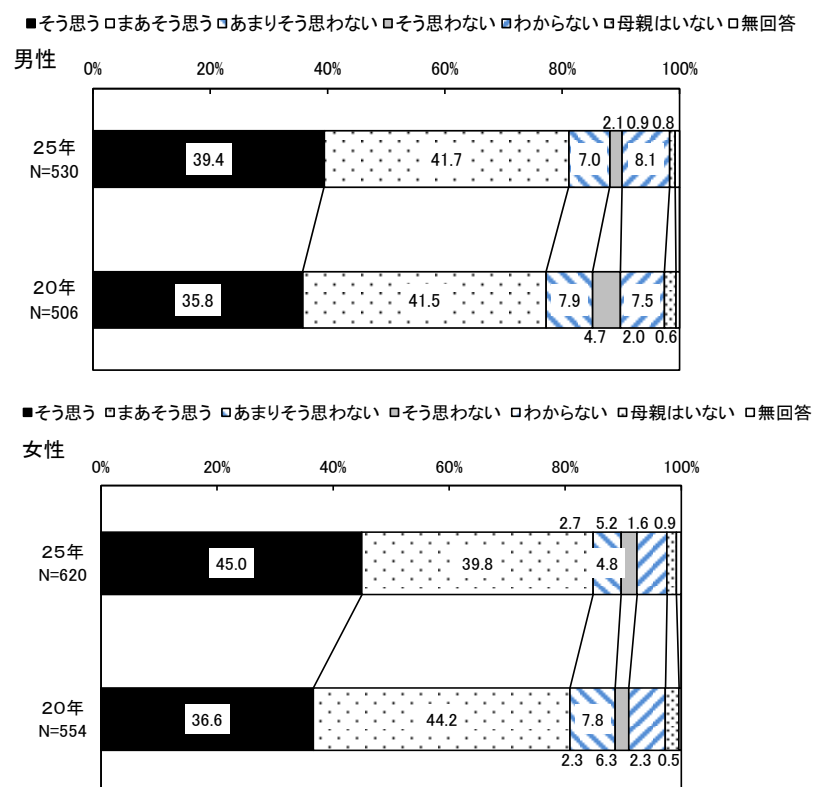 ■そう思う □まあそう思う □あまりそう思わない □そう思わない □わからない □母親はいない □無回答
男性
0% 20% 40% 60% 80% 100%
2.1 0.9 0.8
25年 39.4 41.7 7.0 8.1
N=530
20年 35.8 41.5 7.9 7.5
N=506
4.7 2.0 0.6
■そう思う □まあそう思う □あまりそう思わない □そう思わない □わからない □母親はいない □無回答
女性
0% 20% 40% 60% 80% 100%
2.7 5.2 1.6 0.9
25年 45.0 39.8 4.8
N=620
20年 36.6 44.2 7.8
N=554
2.3 6.3 2.3 0.5